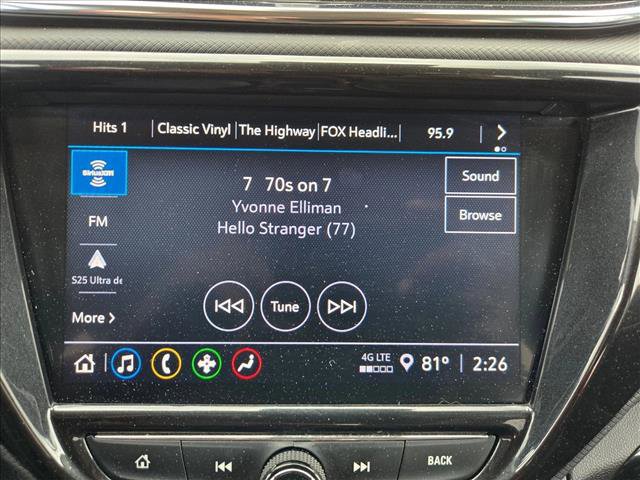 Hits 1 Classic Vinyl The Highway FOX Headli... 95.9
SiriusXM
7 70s on 7
Sound
Yvonne Elliman
Browse
FM
Hello Stranger (77)
S25 Ultra de
Tune
More
4G LTE
81° 2:26
BACK